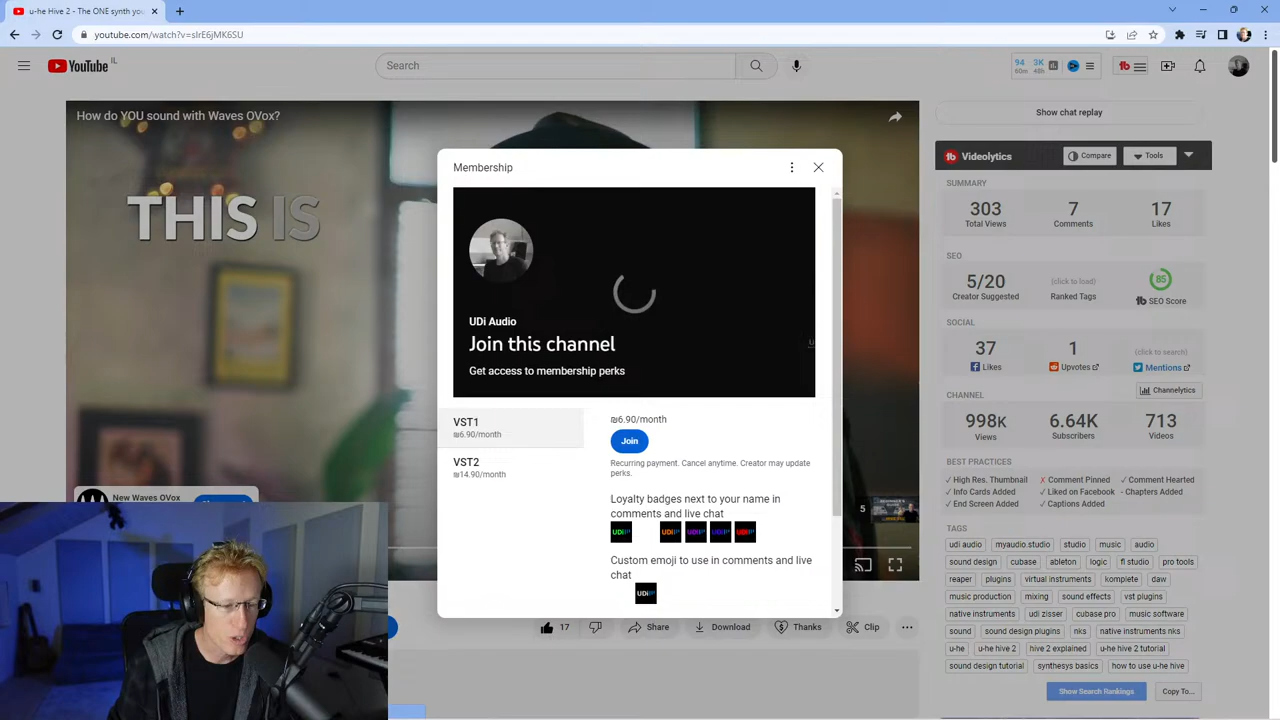 u-he Hive 2 - The ONE synth you
youtube.com/watch?v=sIrE6jMK6SU
YouTube
IL
Search
94
60m
3K
48h
How do YOU sound with Waves OVox?
THIS IS
New Waves OVox
Membership
UDi Audio
Join this channel
Get access to membership perks
VST1
₪6.90/month
VST2
₪14.90/month
₪6.90/month
Join
Recurring payment. Cancel anytime. Creator may update
perks.
Loyalty badges next to your name in
comments and live chat
Custom emoji to use in comments and live
chat
5
17
Share
Download
Thanks
Clip
Show chat replay
Videolytics
Compare
Tools
SUMMARY
303 7 17
Total Views Comments Likes
SEO
5/20 (click to load) 85
Creator Suggested Ranked Tags SEO Score
SOCIAL
37 1 (click to search)
Likes Upvotes Mentions
CHANNEL
Channelytics
998K 6.64K 713
Views Subscribers Videos
BEST PRACTICES
✓ High Res. Thumbnail ✗ Comment Pinned ✓ Comment Hearted
✓ Info Cards Added ✓ Liked on Facebook - Chapters Added
✓ End Screen Added ✓ Captions Added
TAGS
udi audio myaudio.studio studio music audio
sound design cubase ableton logic fl studio pro tools
reaper plugins virtual instruments komplete daw
music production mixing sound effects vst plugins
native instruments udi zisser cubase pro music software
sound sound design plugins nks native instruments nks
u-he u-he hive 2 hive 2 explained hive 2 tutorial
sound design tutorial synthesys basics how to use u-he
Show Search Rankings
Copy To...